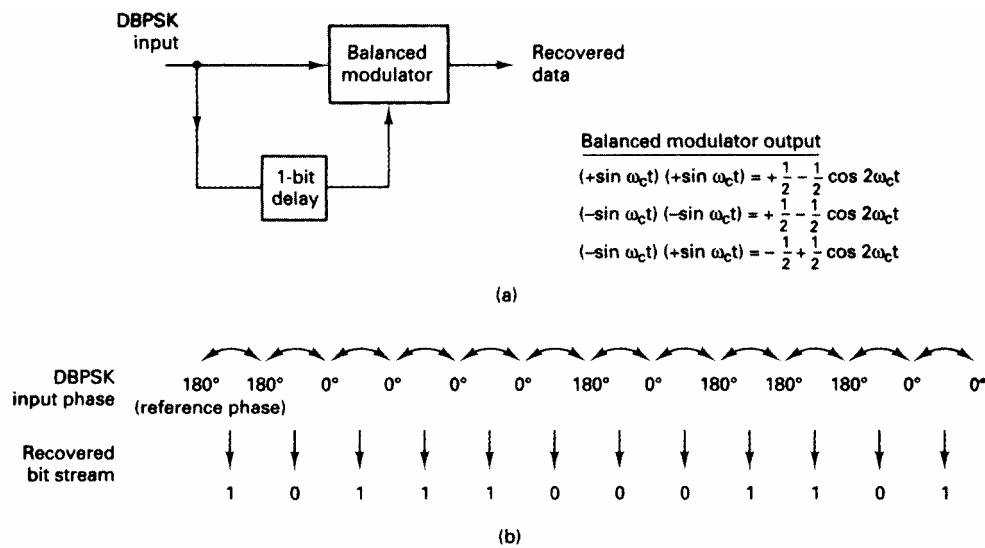 DBPSK
input
Balanced
modulator
Recovered
data
1-bit
delay
Balanced modulator output
(+sin ω_c t) (+sin ω_c t) = + 1/2 − 1/2 cos 2ω_c t
(−sin ω_c t) (−sin ω_c t) = + 1/2 − 1/2 cos 2ω_c t
(−sin ω_c t) (+sin ω_c t) = − 1/2 + 1/2 cos 2ω_c t
(a)
DBPSK
input phase
180° 180° 0° 0° 0° 0° 180° 0° 180° 180° 180° 0° 0°
(reference phase)
Recovered
bit stream
1 0 1 1 1 0 0 0 1 1 0 1
(b)